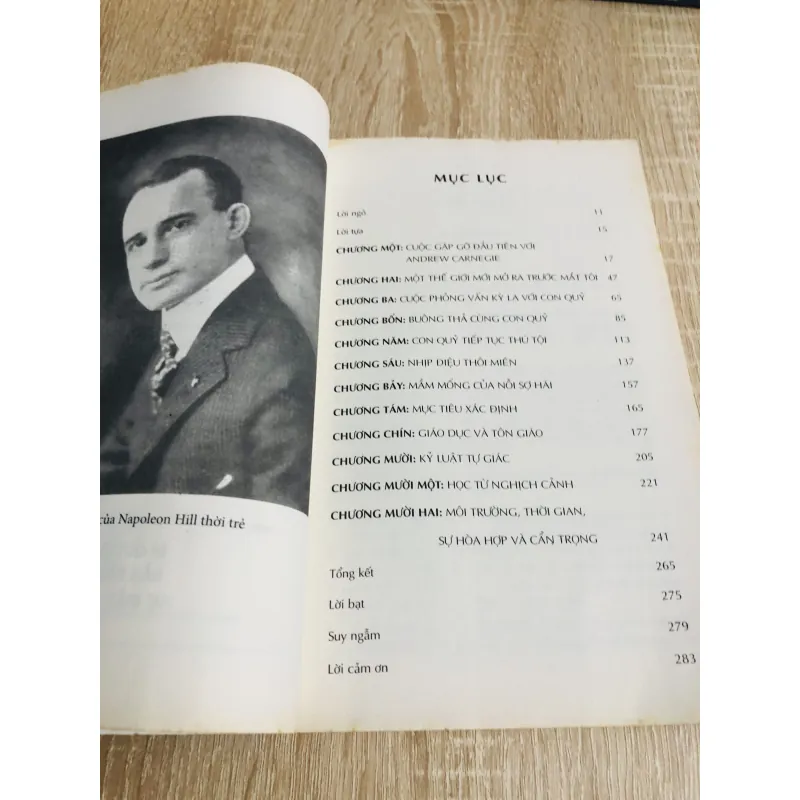 của Napoleon Hill thời trẻ
MỤC LỤC
Lời ngỏ 11
Lời tựa 15
CHƯƠNG MỘT: CUỘC GẶP GỠ ĐẦU TIÊN VỚI
ANDREW CARNEGIE 17
CHƯƠNG HAI: MỘT THẾ GIỚI MỚI MỞ RA TRƯỚC MẮT TÔI 47
CHƯƠNG BA: CUỘC PHỎNG VẤN KỲ LẠ VỚI CON QUỶ 65
CHƯƠNG BỐN: BUÔNG THẢ CÙNG CON QUỶ 85
CHƯƠNG NĂM: CON QUỶ TIẾP TỤC THÚ TỘI 113
CHƯƠNG SÁU: NHỊP ĐIỆU THÔI MIÊN 137
CHƯƠNG BẢY: MẦM MỐNG CỦA NỖI SỢ HÃI 157
CHƯƠNG TÁM: MỤC TIÊU XÁC ĐỊNH 165
CHƯƠNG CHÍN: GIÁO DỤC VÀ TÔN GIÁO 177
CHƯƠNG MƯỜI: KỶ LUẬT TỰ GIÁC 205
CHƯƠNG MƯỜI MỘT: HỌC TỪ NGHỊCH CẢNH 221
CHƯƠNG MƯỜI HAI: MÔI TRƯỜNG, THỜI GIAN,
SỰ HÒA HỢP VÀ CẨN TRỌNG 241
Tổng kết 265
Lời bạt 275
Suy ngẫm 279
Lời cảm ơn 283